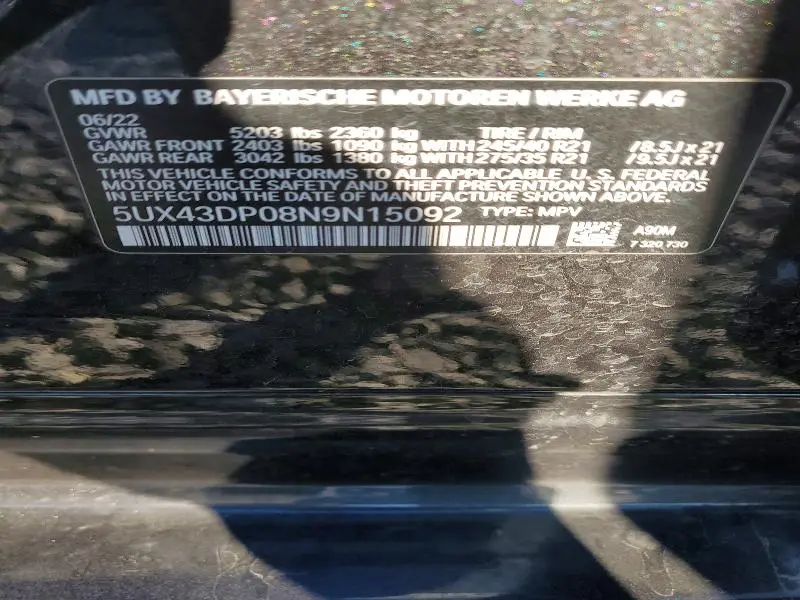 MFD BY BAYERISCHE MOTOREN WERKE AG
06/22
GVWR 5203 lbs 2360 kg TIRE / RIM
GAWR FRONT 2403 lbs 1090 kg WITH 245/40 R21 /8.5J x 21
GAWR REAR 3042 lbs 1380 kg WITH 275/35 R21 /9.5J x 21
THIS VEHICLE CONFORMS TO ALL APPLICABLE U. S. FEDERAL
MOTOR VEHICLE SAFETY AND THEFT PREVENTION STANDARDS
IN EFFECT ON THE DATE OF MANUFACTURE SHOWN ABOVE.
5UX43DP08N9N15092 TYPE: MPV
A90M
7 320 730